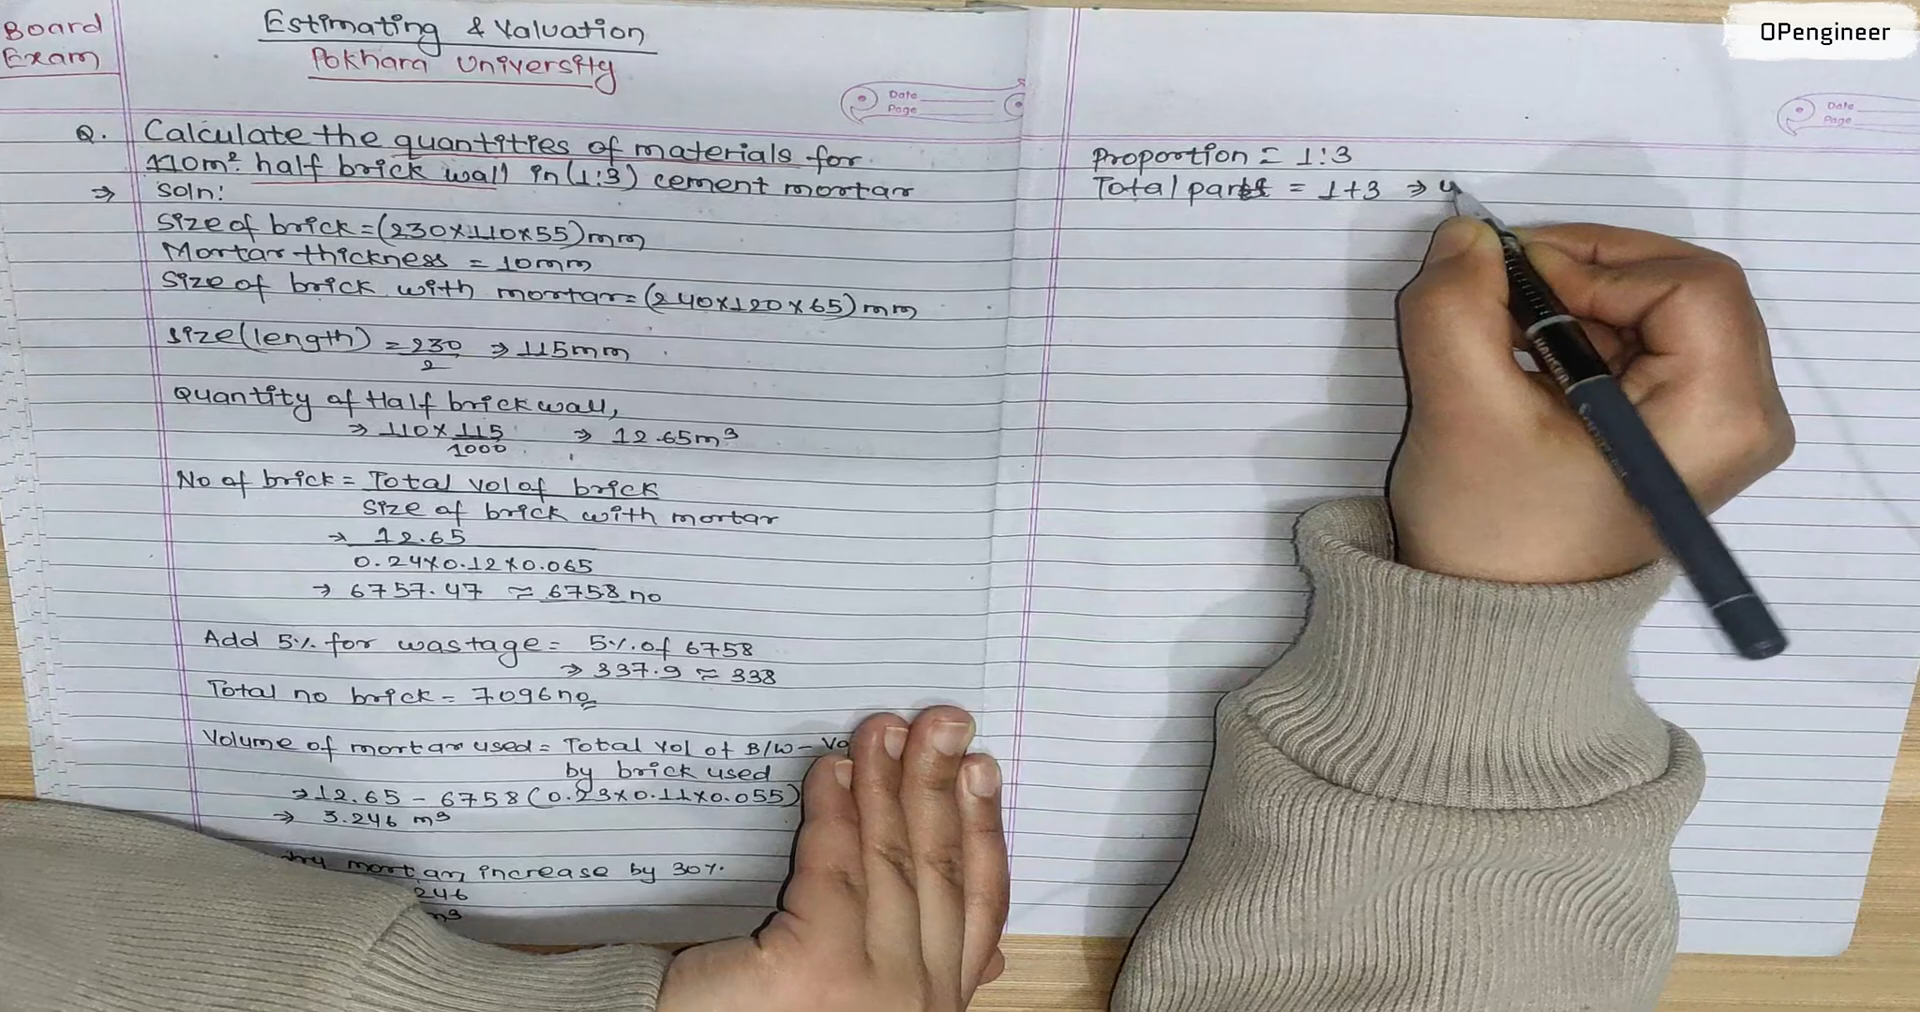 OPengineer
Board
Exam
Estimating & Valuation
Pokhara University
Date
Page
Q. Calculate the quantities of materials for
110m² half brick wall in (1:3) cement mortar
⇒ Soln:
Size of brick = (230×110×55)mm
Mortar thickness = 10mm
Size of brick with mortar = (240×120×65)mm
size (length) = 230/2 ⇒ 115mm
Quantity of Half brick wall,
⇒ 110 × 115/1000 ⇒ 12.65m³
No of brick = Total vol of brick
Size of brick with mortar
→ 12.65
0.24×0.12×0.065
→ 6757.47 ≈ 6758 no
Add 5% for wastage = 5% of 6758
⇒ 337.9 ≈ 338
Total no brick = 7096 no
Volume of mortar used = Total vol of B/W -
by brick used
⇒ 12.65 - 6758 (0.23×0.11×0.055)
⇒ 3.246 m³
dry mortar increase by 30%
246
m³
Date
Page
Proportion = 1:3
Total parts = 1+3 ⇒ 4